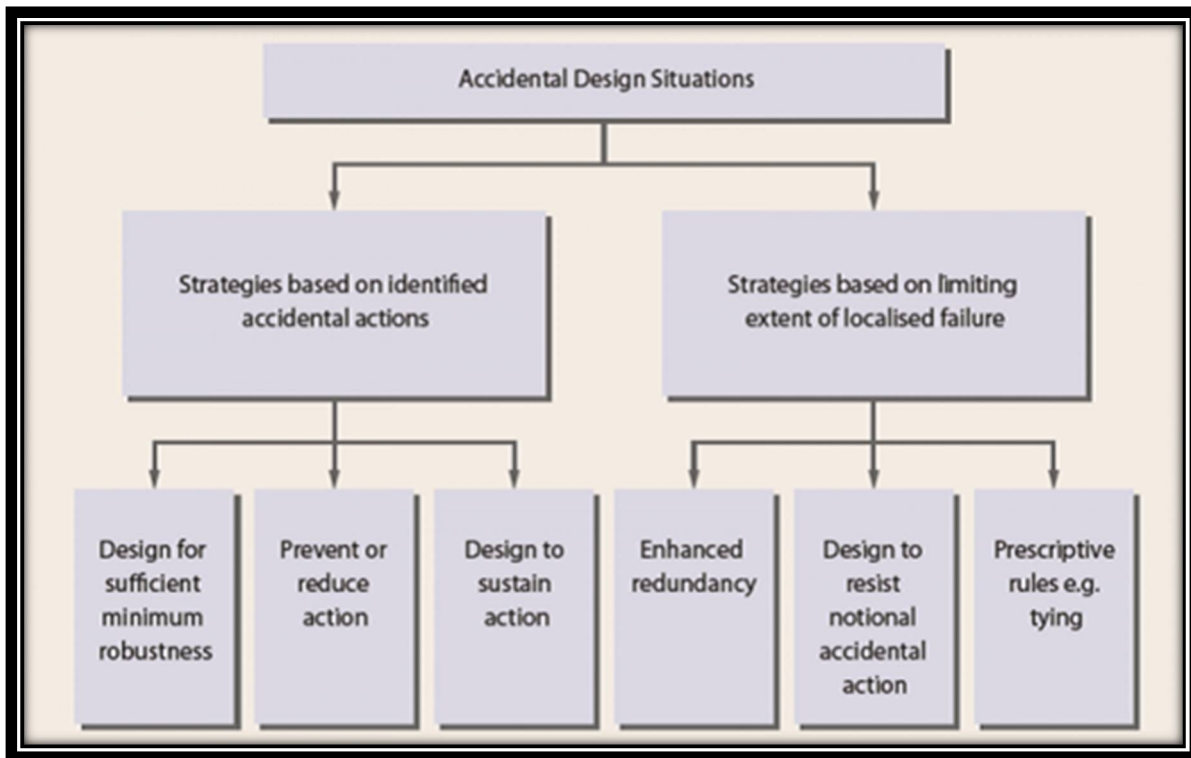 Accidental Design Situations
Strategies based on identified
accidental actions
Strategies based on limiting
extent of localised failure
Design for
sufficient
minimum
robustness
Prevent or
reduce
action
Design to
sustain
action
Enhanced
redundancy
Design to
resist
notional
accidental
action
Prescriptive
rules e.g.
tying